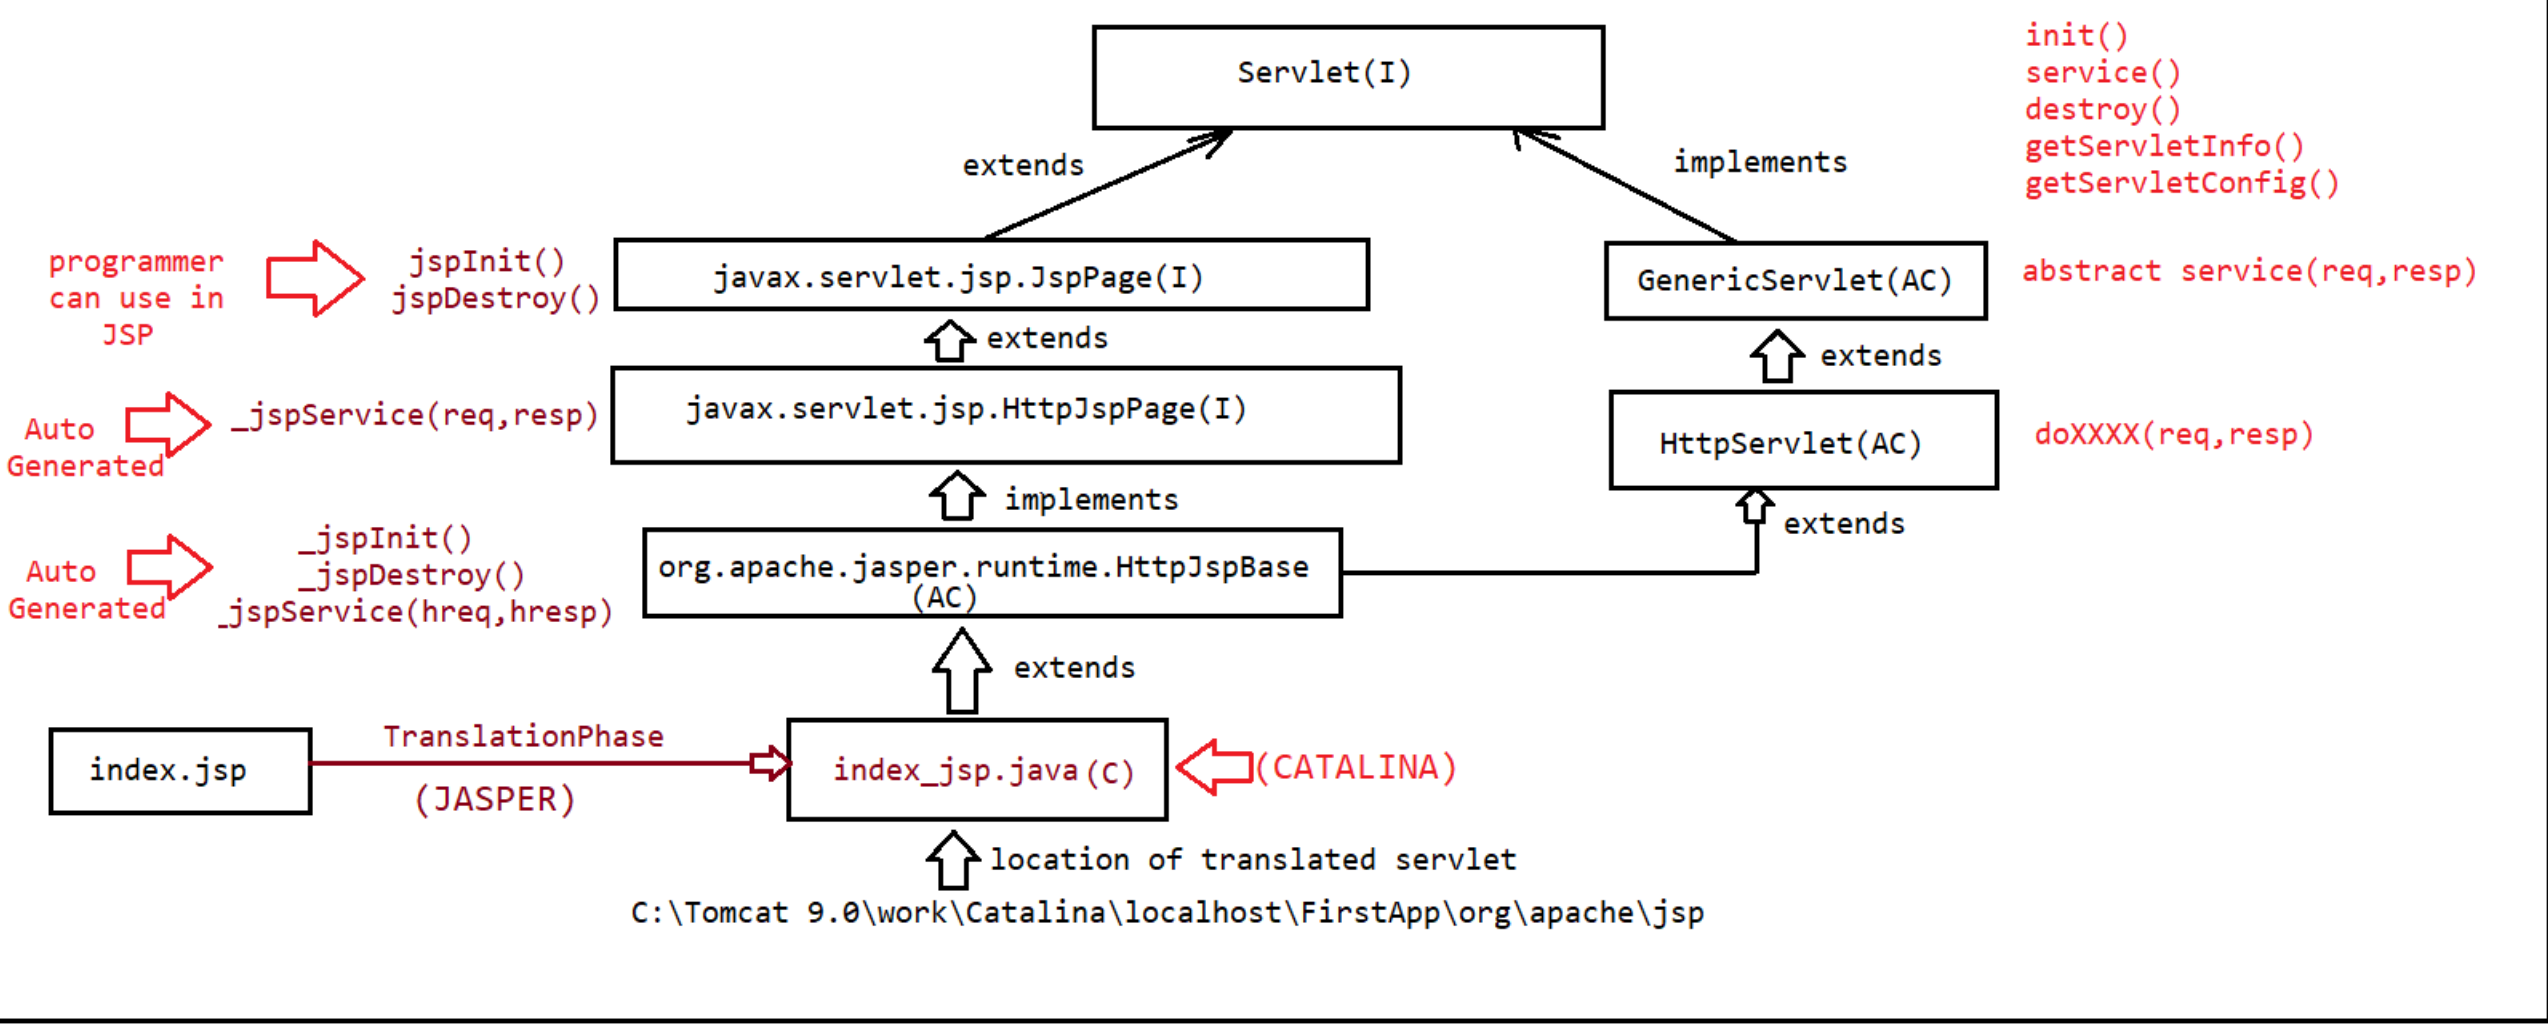 Servlet(I)
init()
service()
destroy()
getServletInfo()
getServletConfig()
extends
implements
programmer
can use in
JSP
jspInit()
jspDestroy()
javax.servlet.jsp.JspPage(I)
GenericServlet(AC)
abstract service(req,resp)
extends
extends
Auto
Generated
_jspService(req,resp)
javax.servlet.jsp.HttpJspPage(I)
HttpServlet(AC)
doXXXX(req,resp)
implements
extends
Auto
Generated
_jspInit()
_jspDestroy()
_jspService(hreq,hresp)
org.apache.jasper.runtime.HttpJspBase
(AC)
extends
index.jsp
TranslationPhase
(JASPER)
index_jsp.java(C)
(CATALINA)
location of translated servlet
C:\Tomcat 9.0\work\Catalina\localhost\FirstApp\org\apache\jsp